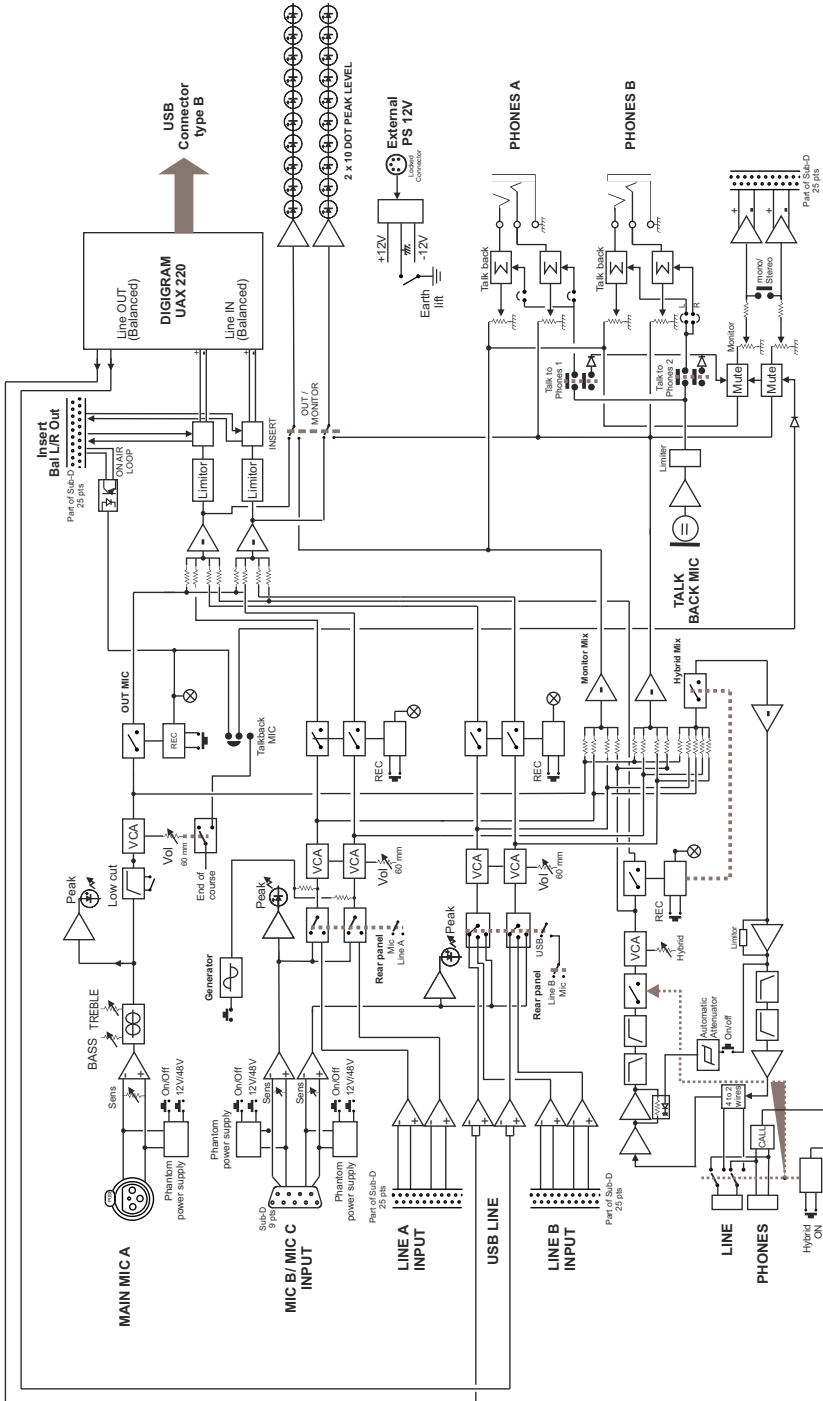 USB
Connector
type B
2 x 10 DOT PEAK LEVEL
External
PS 12V
Locked
Connector
+12V
-12V
Earth
lift
PHONES A
PHONES B
Part of Sub-D
25 pts
DIGIGRAM
UAX 220
Line OUT
(Balanced)
Line IN
(Balanced)
+
-
+
-
Insert
Bal L/R Out
Part of Sub-D
25 pts
ON AIR
LOOP
Limitor
Limitor
INSERT
OUT /
MONITOR
Talk back
Σ
Σ
Talk back
Σ
Σ
L
R
Talk to
Phones 1
Talk to
Phones 2
Monitor
Mute
Mute
mono/
Stereo
+
-
+
-
Limiter
TALK
BACK MIC
OUT MIC
REC
Talkback
MIC
REC
REC
Monitor Mix
Hybrid Mix
REC
Peak
Low cut
VCA
Vol
60 mm
End of
course
BASS TREBLE
Sens
On/Off
12V/48V
Phantom
power supply
MAIN MIC A
PUSH
Generator
Peak
VCA
VCA
Vol
60 mm
Rear panel
Mic
Line A
Phantom
power supply
On/Off
12V/48V
Sens
Sens
On/Off
12V/48V
Phantom
power supply
Sub-D
9 pts
MIC B/ MIC C
INPUT
Peak
VCA
VCA
Vol
60 mm
USB
Rear panel
Line B
Mic
Part of Sub-D
25 pts
LINE A
INPUT
USB LINE
Part of Sub-D
25 pts
LINE B
INPUT
VCA
Hybrid
Limitor
Automatic
Attenuator
On/off
4 to 2
wires
CALL
LINE
PHONES
Hybrid
ON